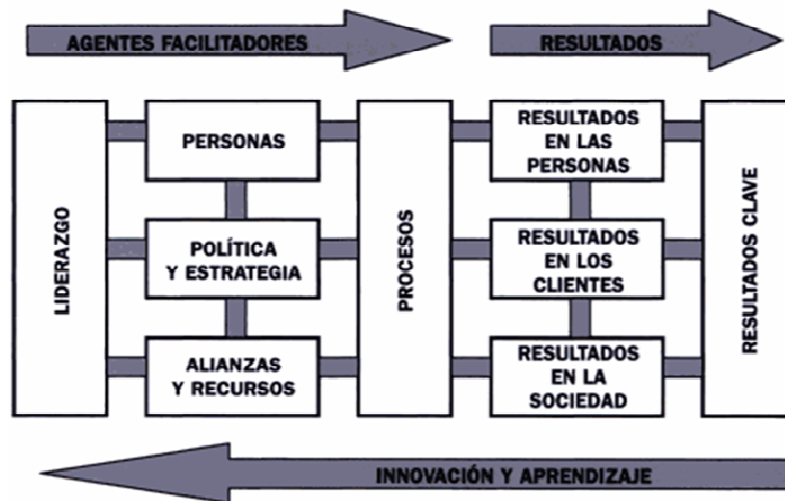 AGENTES FACILITADORES
RESULTADOS
LIDERAZGO
PERSONAS
POLÍTICA
Y ESTRATEGIA
ALIANZAS
Y RECURSOS
PROCESOS
RESULTADOS
EN LAS
PERSONAS
RESULTADOS
EN LOS
CLIENTES
RESULTADOS
EN LA
SOCIEDAD
RESULTADOS CLAVE
INNOVACIÓN Y APRENDIZAJE